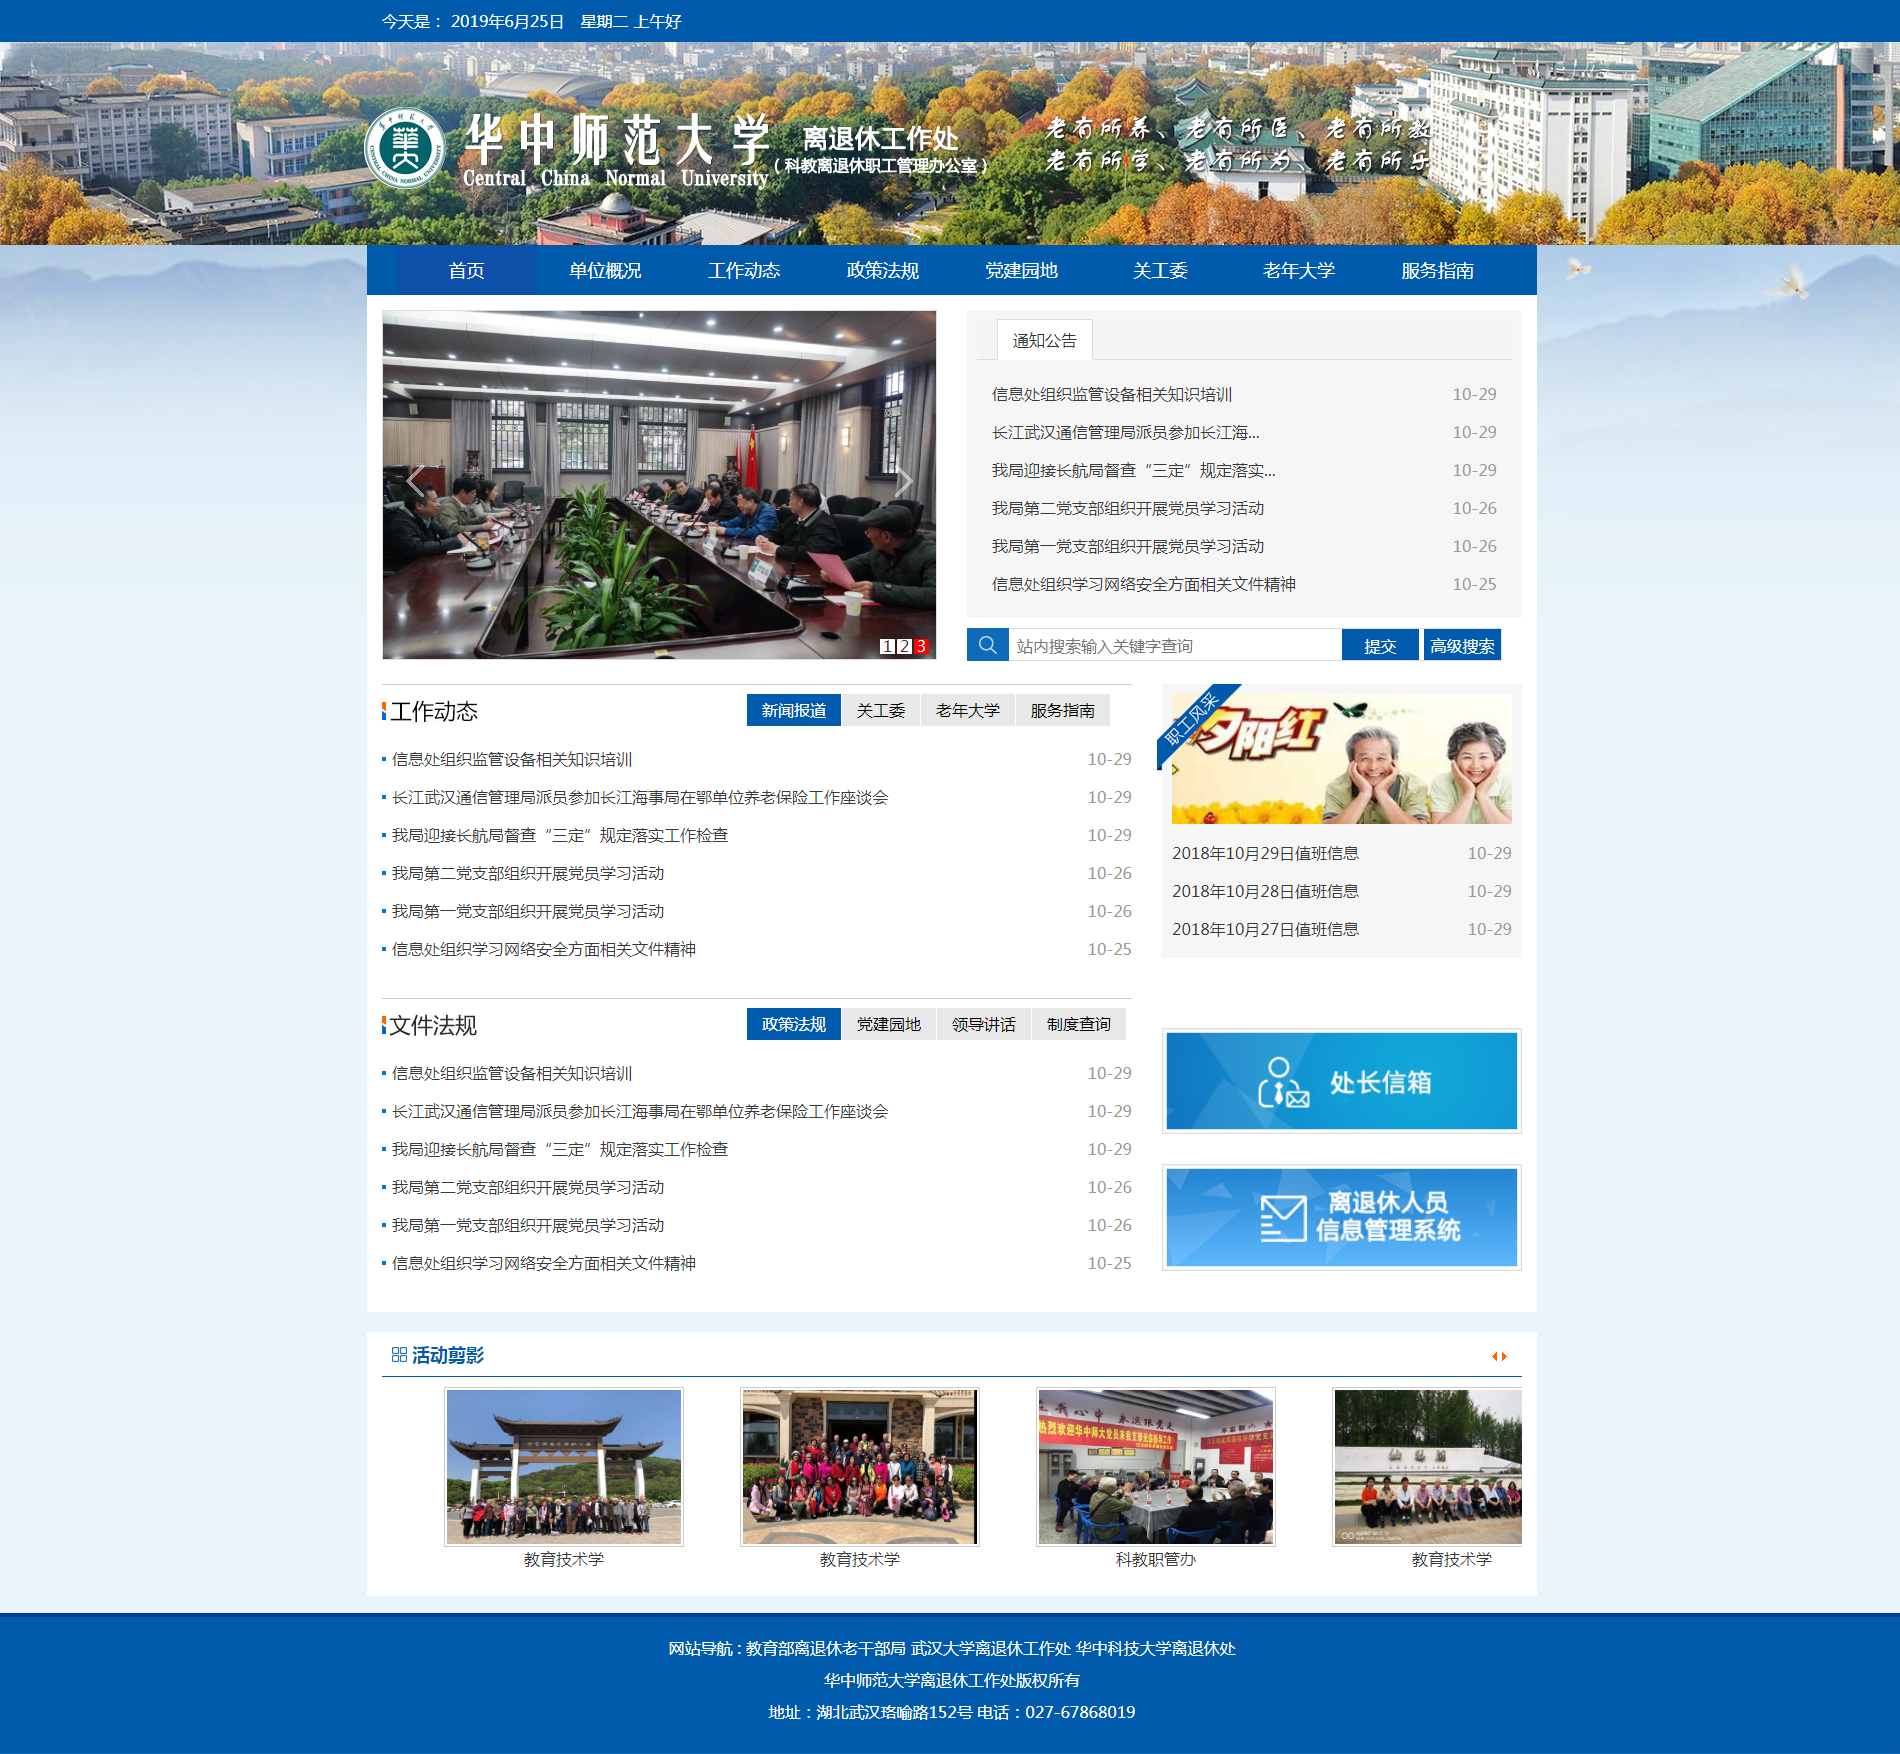 今天是： 2019年6月25日 星期二 上午好
华中师范大学
Central China Normal University
离退休工作处
（科教离退休职工管理办公室）
老有所养、老有所医、老有所教
老有所学、老有所为、老有所乐
首页 单位概况 工作动态 政策法规 党建园地 关工委 老年大学 服务指南
1 2 3
通知公告
信息处组织监管设备相关知识培训 10-29
长江武汉通信管理局派员参加长江海... 10-29
我局迎接长航局督查“三定”规定落实... 10-29
我局第二党支部组织开展党员学习活动 10-26
我局第一党支部组织开展党员学习活动 10-26
信息处组织学习网络安全方面相关文件精神 10-25
站内搜索输入关键字查询 提交 高级搜索
工作动态 新闻报道 关工委 老年大学 服务指南
信息处组织监管设备相关知识培训 10-29
长江武汉通信管理局派员参加长江海事局在鄂单位养老保险工作座谈会 10-29
我局迎接长航局督查“三定”规定落实工作检查 10-29
我局第二党支部组织开展党员学习活动 10-26
我局第一党支部组织开展党员学习活动 10-26
信息处组织学习网络安全方面相关文件精神 10-25
职工风采
夕阳红
2018年10月29日值班信息 10-29
2018年10月28日值班信息 10-29
2018年10月27日值班信息 10-29
文件法规 政策法规 党建园地 领导讲话 制度查询
信息处组织监管设备相关知识培训 10-29
长江武汉通信管理局派员参加长江海事局在鄂单位养老保险工作座谈会 10-29
我局迎接长航局督查“三定”规定落实工作检查 10-29
我局第二党支部组织开展党员学习活动 10-26
我局第一党支部组织开展党员学习活动 10-26
信息处组织学习网络安全方面相关文件精神 10-25
处长信箱
离退休人员
信息管理系统
活动剪影
热烈欢迎华中师大党员来我支部光临指导工作
教育技术学 教育技术学 科教职管办 教育技术学
网站导航 : 教育部离退休老干部局 武汉大学离退休工作处 华中科技大学离退休处
华中师范大学离退休工作处版权所有
地址：湖北武汉珞喻路152号 电话：027-67868019